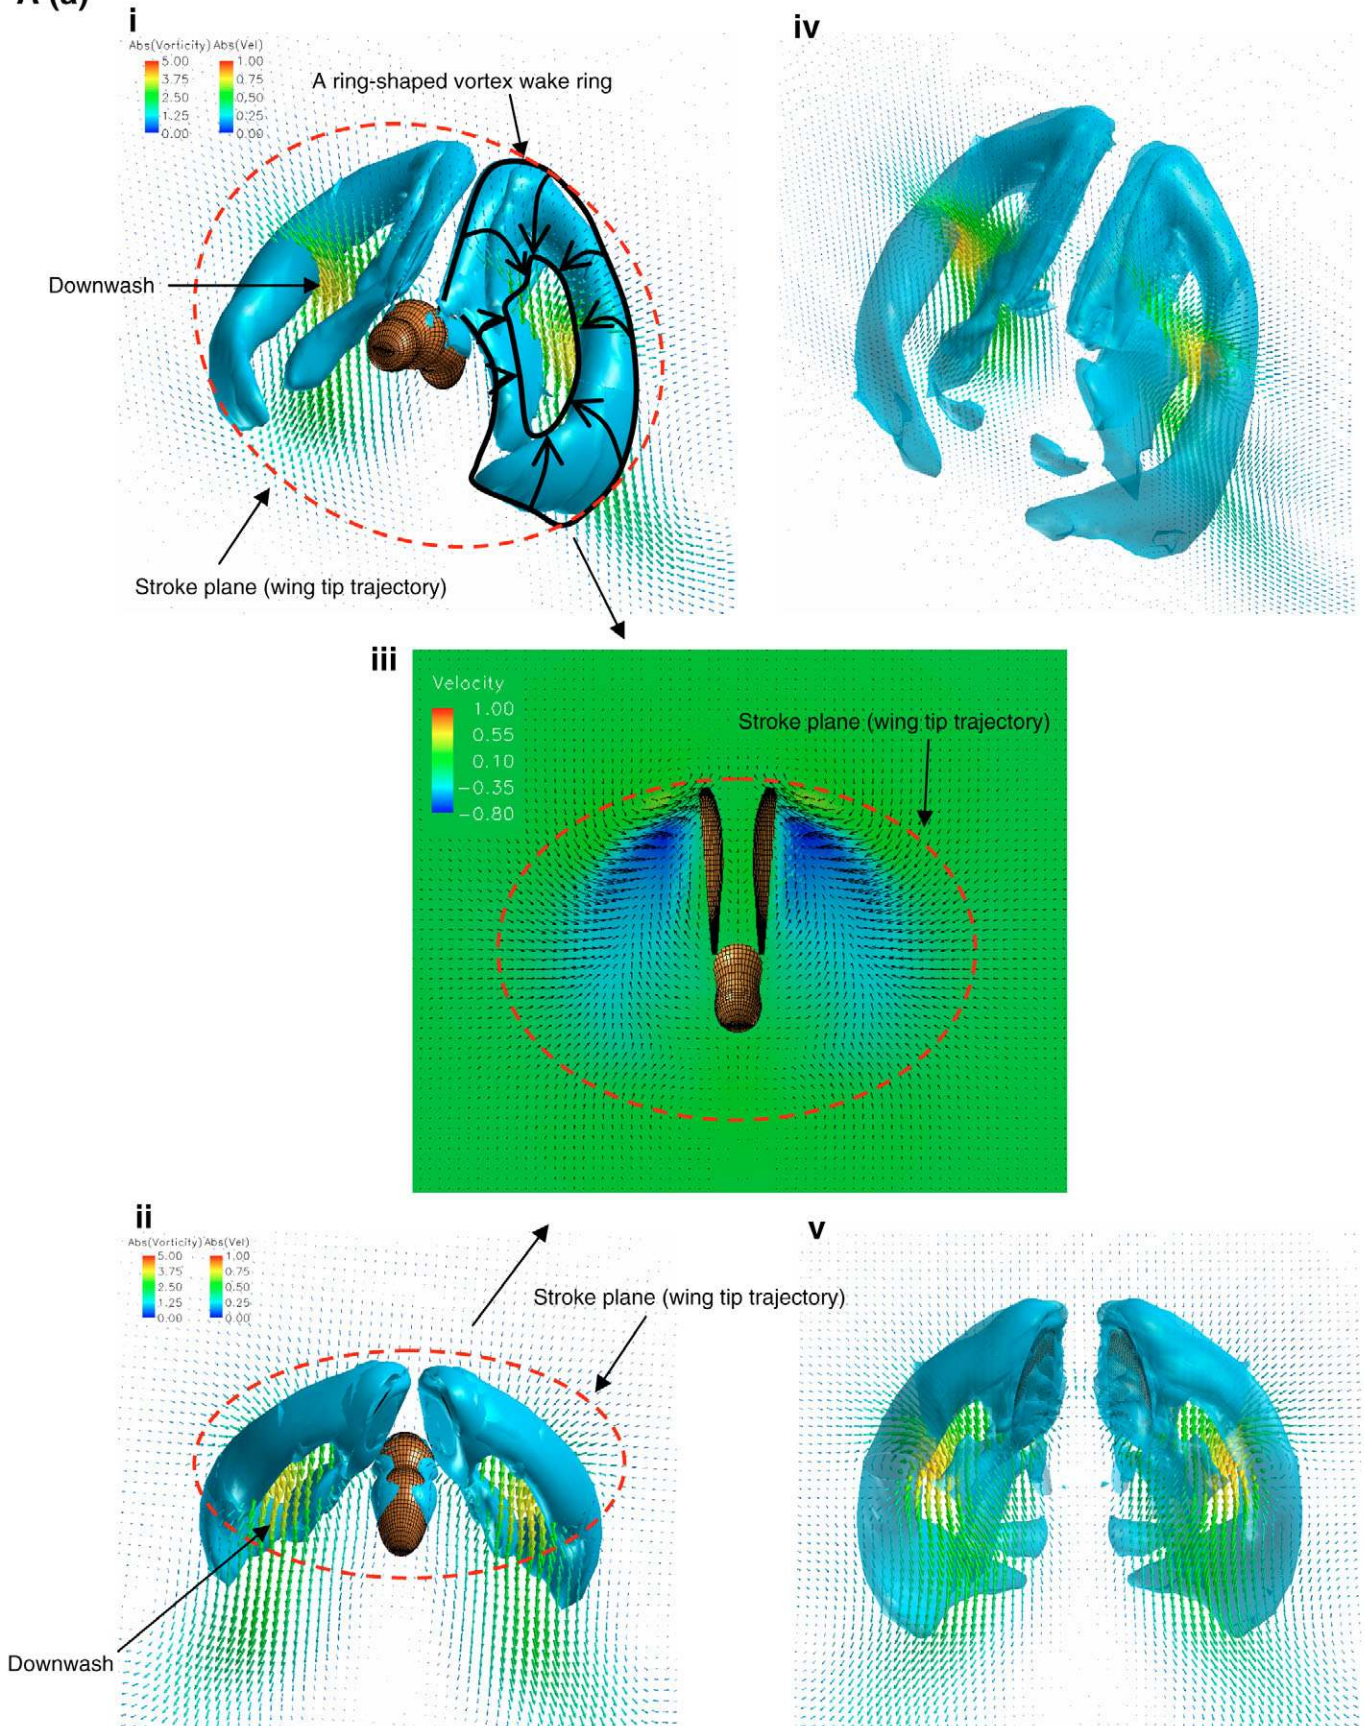 A (a)
i
iv
Abs(Vorticity) Abs(Vel)
5.00 1.00
3.75 0.75
2.50 0.50
1.25 0.25
0.00 0.00
A ring-shaped vortex wake ring
Downwash
Stroke plane (wing tip trajectory)
iii
Velocity
1.00
0.55
0.10
-0.35
-0.80
Stroke plane (wing tip trajectory)
ii
v
Abs(Vorticity) Abs(Vel)
5.00 1.00
3.75 0.75
2.50 0.50
1.25 0.25
0.00 0.00
Stroke plane (wing tip trajectory)
Downwash